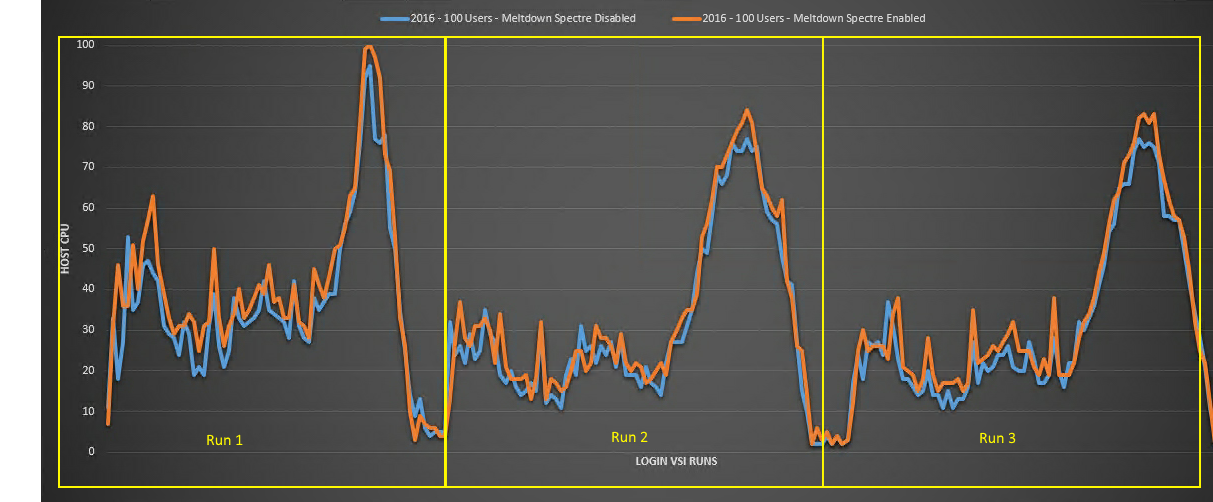 2016 - 100 Users - Meltdown Spectre Disabled 2016 - 100 Users - Meltdown Spectre Enabled
100
90
80
70
60
50
40
30
20
10
0
HOST CPU
Run 1
Run 2
Run 3
LOGIN VSI RUNS